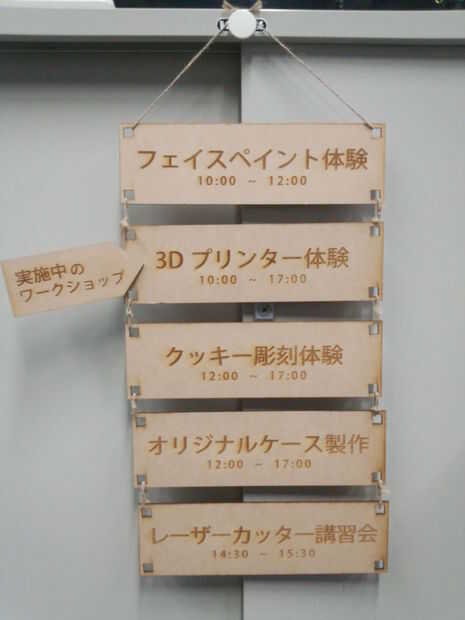 フェイスペイント体験
10:00 ~ 12:00
3D プリンター体験
10:00 ~ 17:00
実施中の
ワークショップ
クッキー彫刻体験
12:00 ~ 17:00
オリジナルケース製作
12:00 ~ 17:00
レーザーカッター講習会
14:30 ~ 15:30